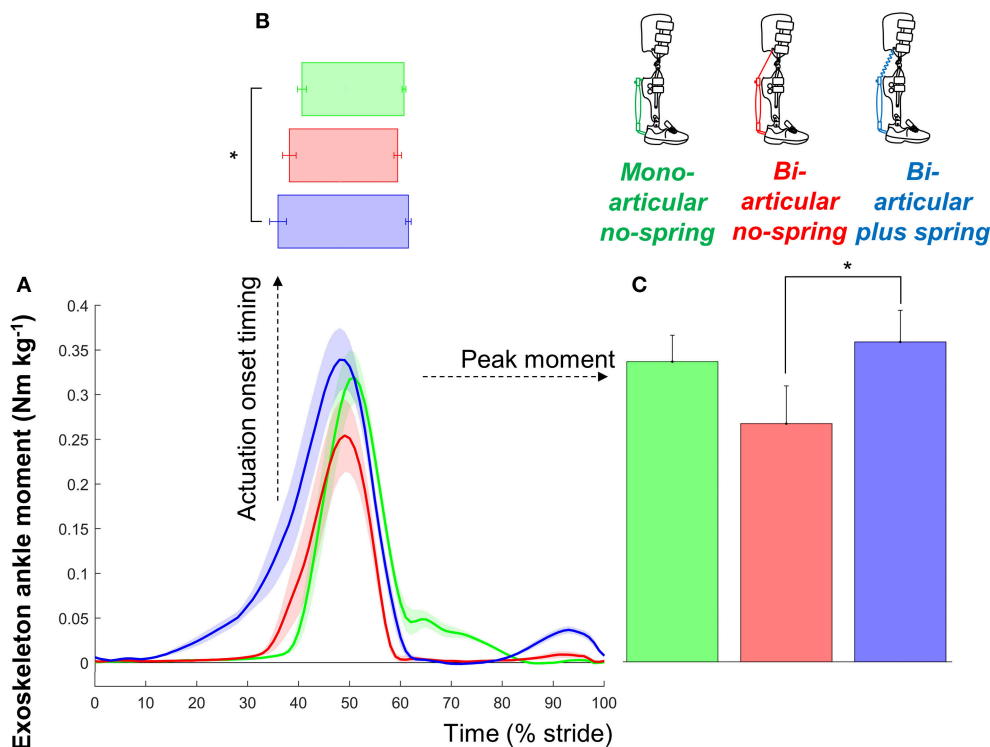 B
*
Mono-
articular
no-spring
Bi-
articular
no-spring
Bi-
articular
plus spring
A
Exoskeleton ankle moment (Nm kg⁻¹)
0.4
0.35
0.3
0.25
0.2
0.15
0.1
0.05
0
Actuation onset timing
Peak moment
0 10 20 30 40 50 60 70 80 90 100
Time (% stride)
C
*